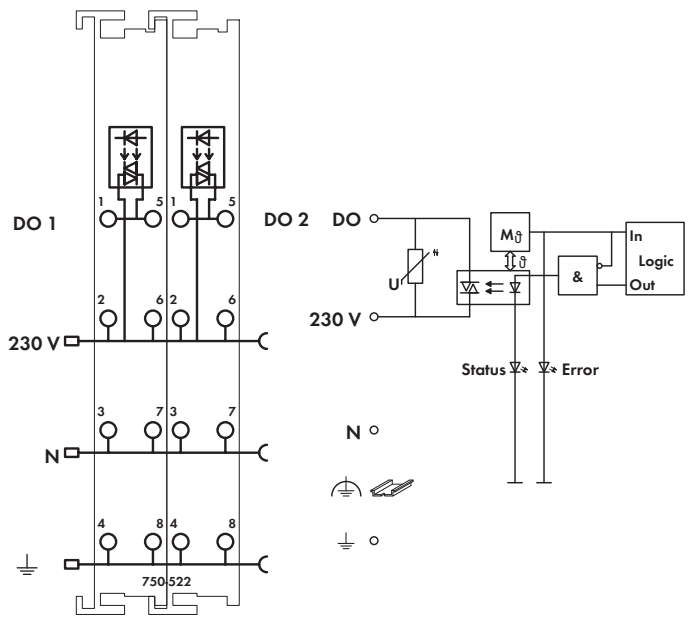 1 5 1 5
DO 1
DO 2
2 6 2 6
230 V
3 7 3 7
N
4 8 4 8
750-522
DO
Mϑ
ϑ
In
Logic
Out
&
U
230 V
Status
Error
N